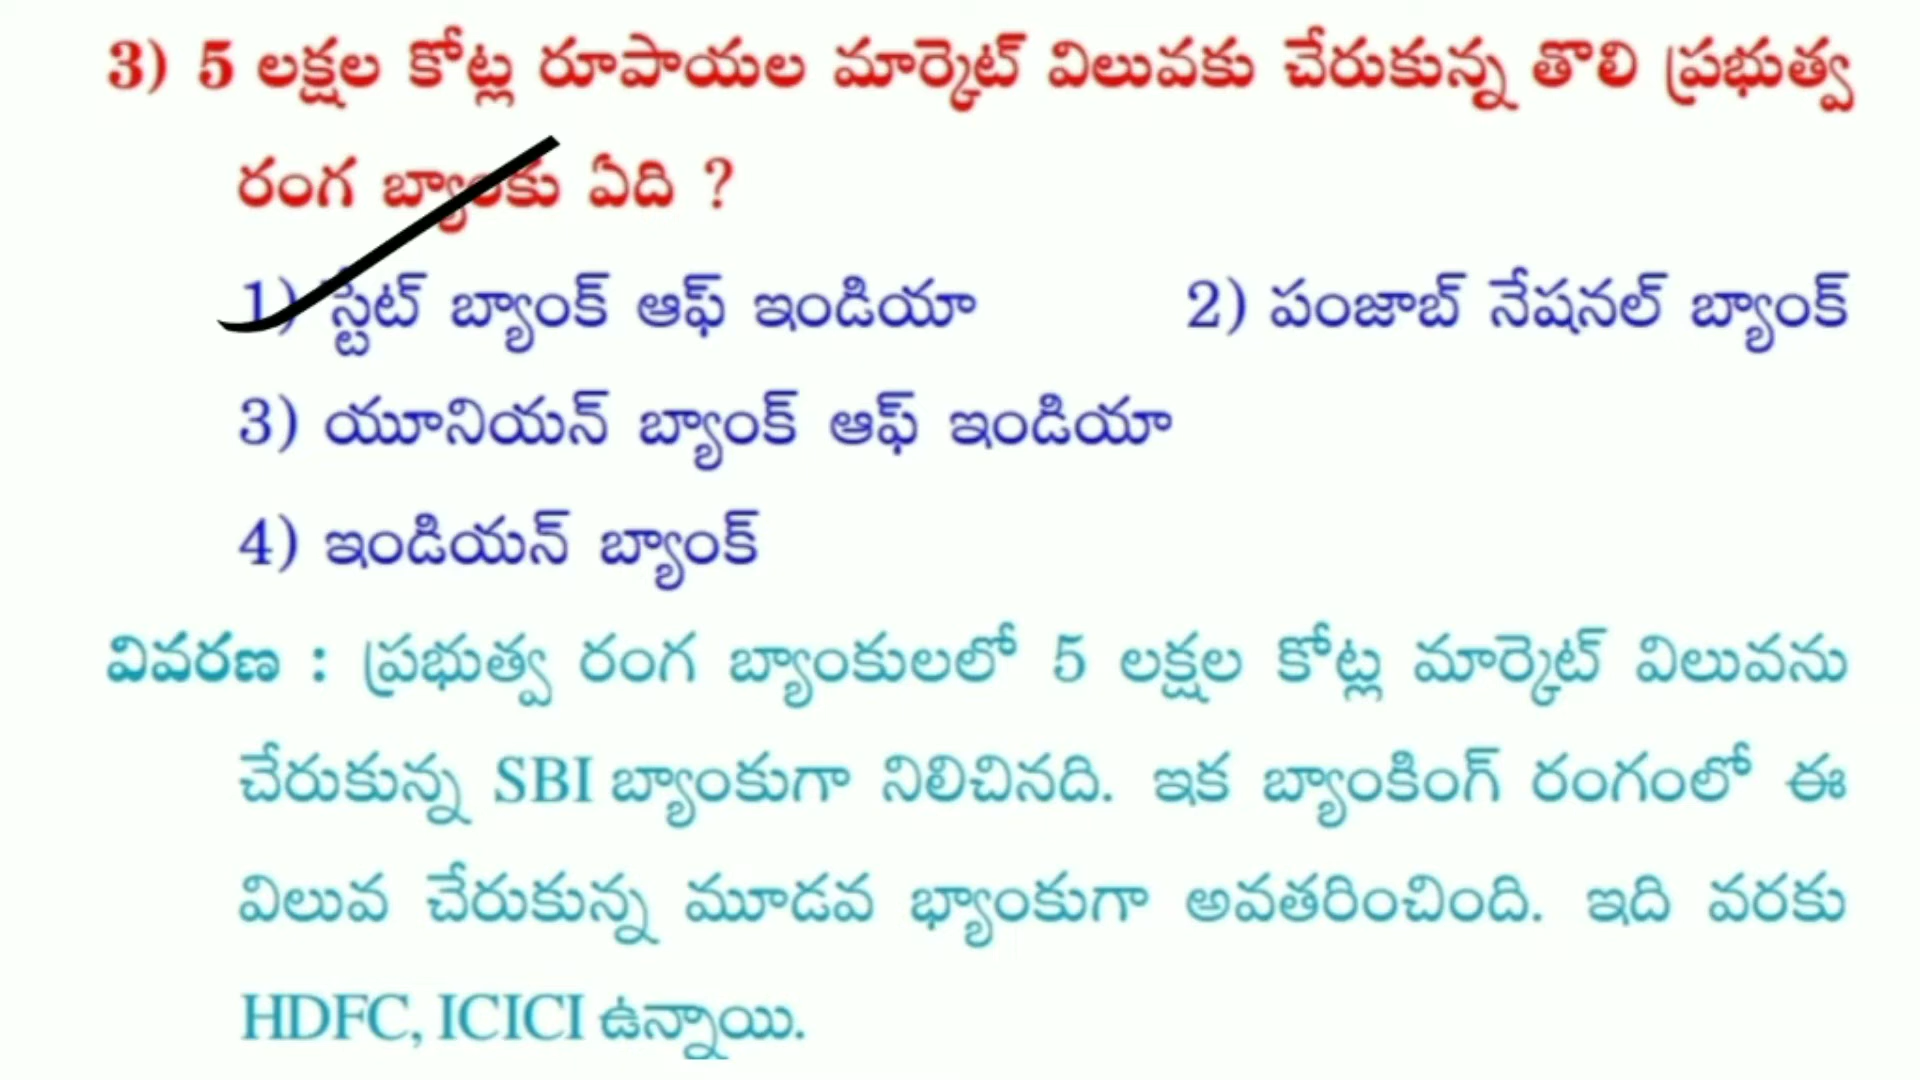 3) 5 లక్షల కోట్ల రూపాయల మార్కెట్ విలువకు చేరుకున్న తొలి ప్రభుత్వ
రంగ బ్యాంకు ఏది ?
1) స్టేట్ బ్యాంక్ ఆఫ్ ఇండియా 2) పంజాబ్ నేషనల్ బ్యాంక్
3) యూనియన్ బ్యాంక్ ఆఫ్ ఇండియా
4) ఇండియన్ బ్యాంక్
వివరణ : ప్రభుత్వ రంగ బ్యాంకులలో 5 లక్షల కోట్ల మార్కెట్ విలువను
చేరుకున్న SBI బ్యాంకుగా నిలిచినది. ఇక బ్యాంకింగ్ రంగంలో ఈ
విలువ చేరుకున్న మూడవ భ్యాంకుగా అవతరించింది. ఇది వరకు
HDFC, ICICI ఉన్నాయి.